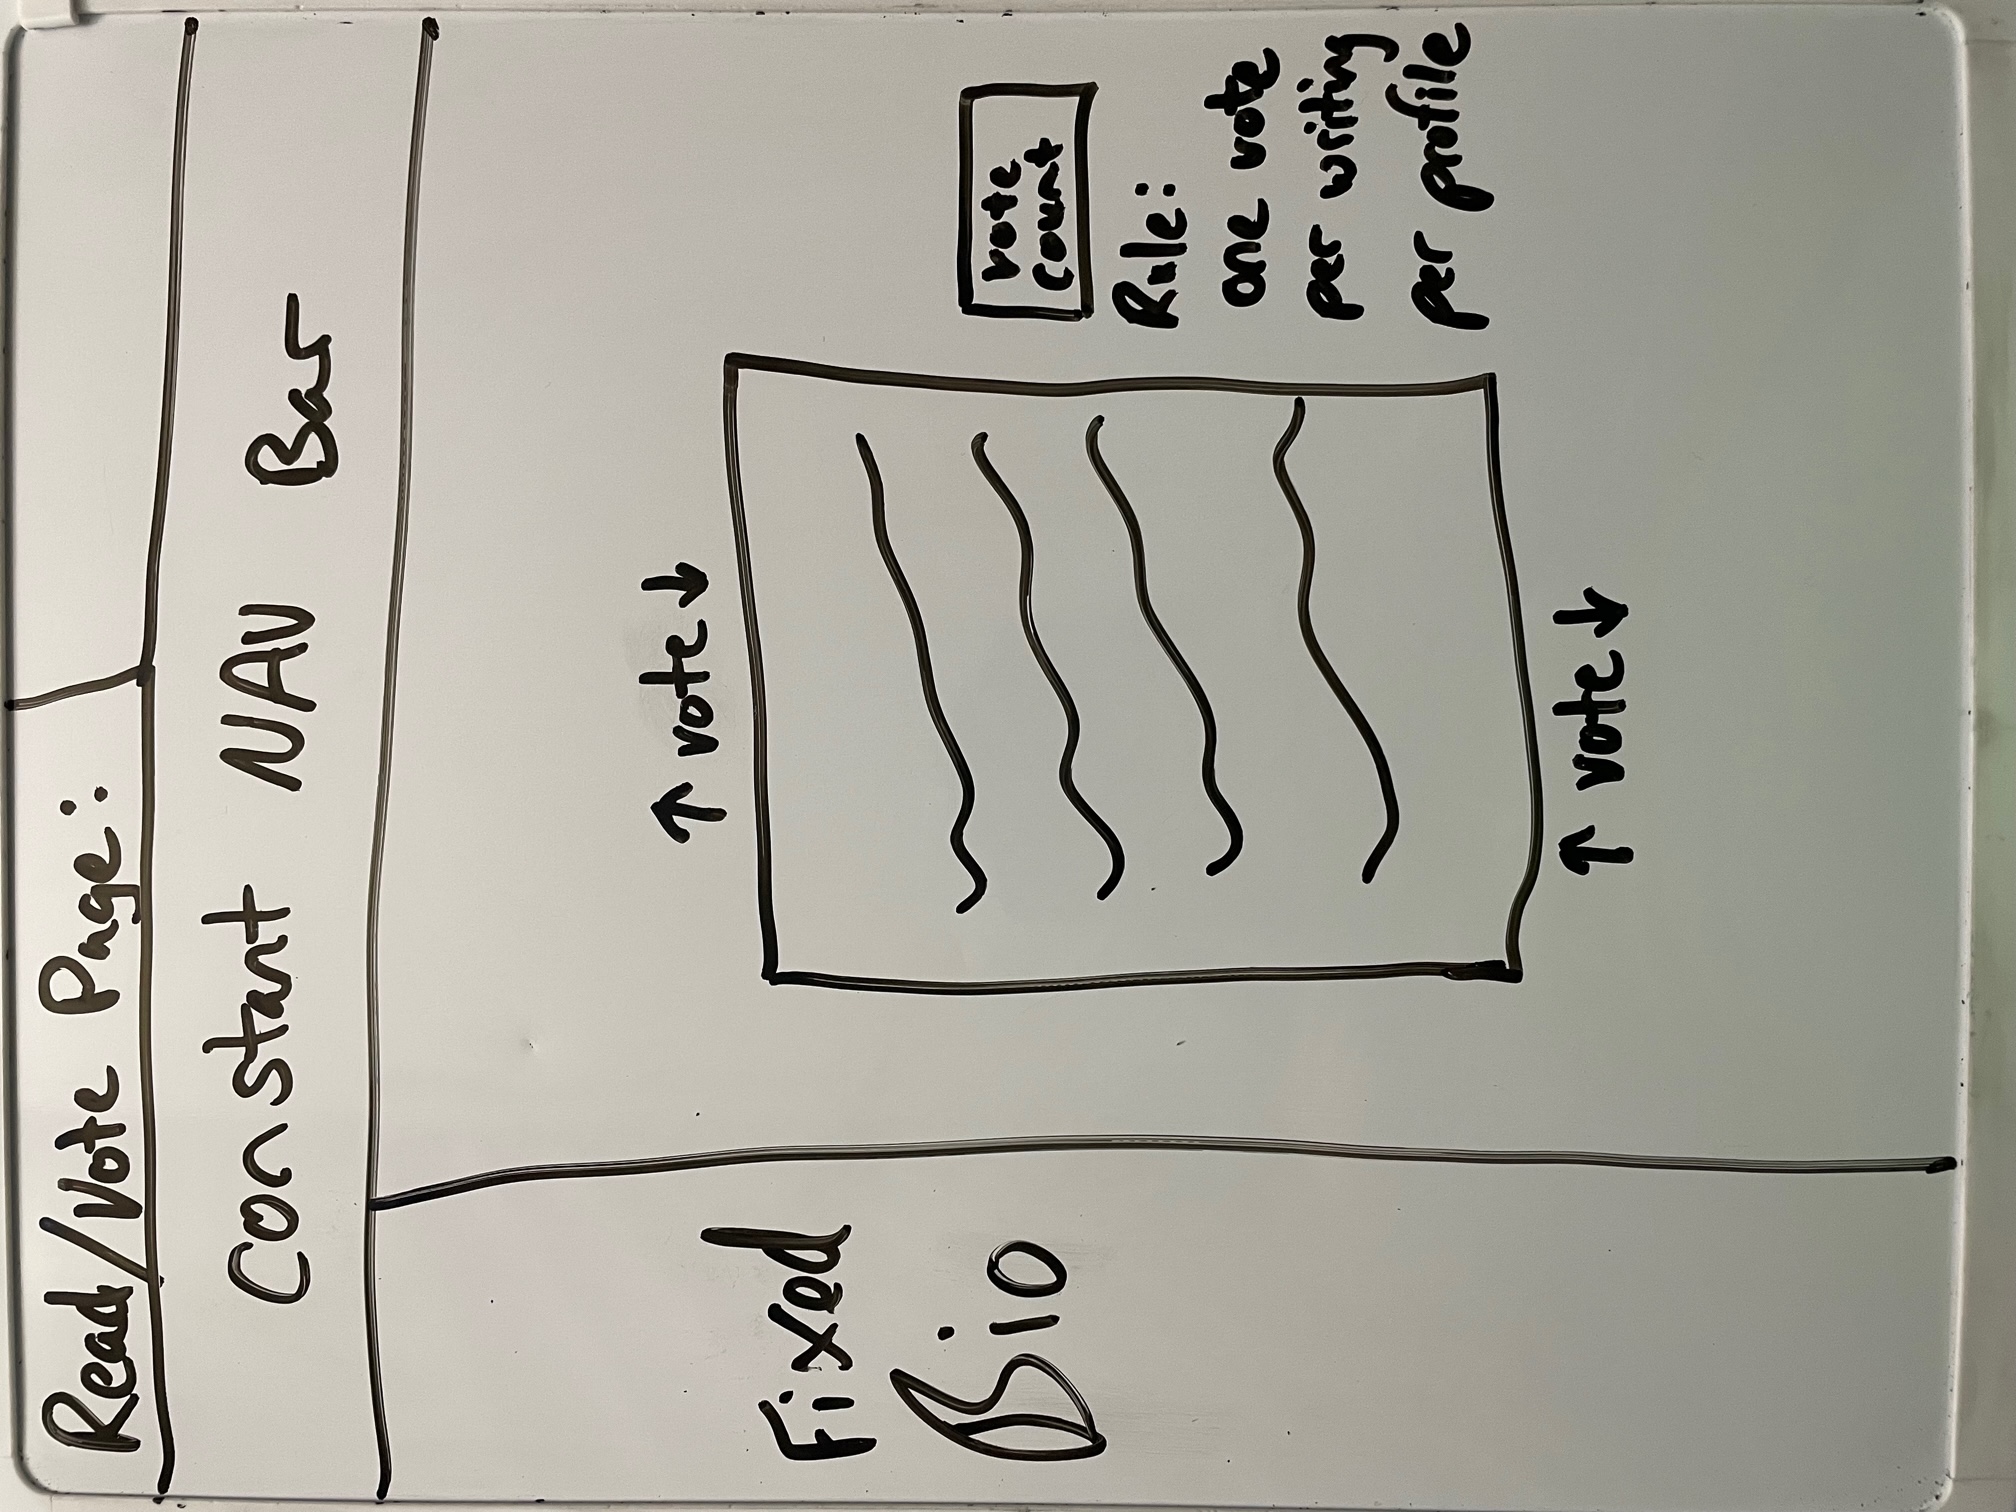 Read/Vote Page:
Constant NAV Bar
Fixed
Bio
↑ vote ↓
vote
count
Rule:
one vote
per writing
per profile
↑ vote ↓